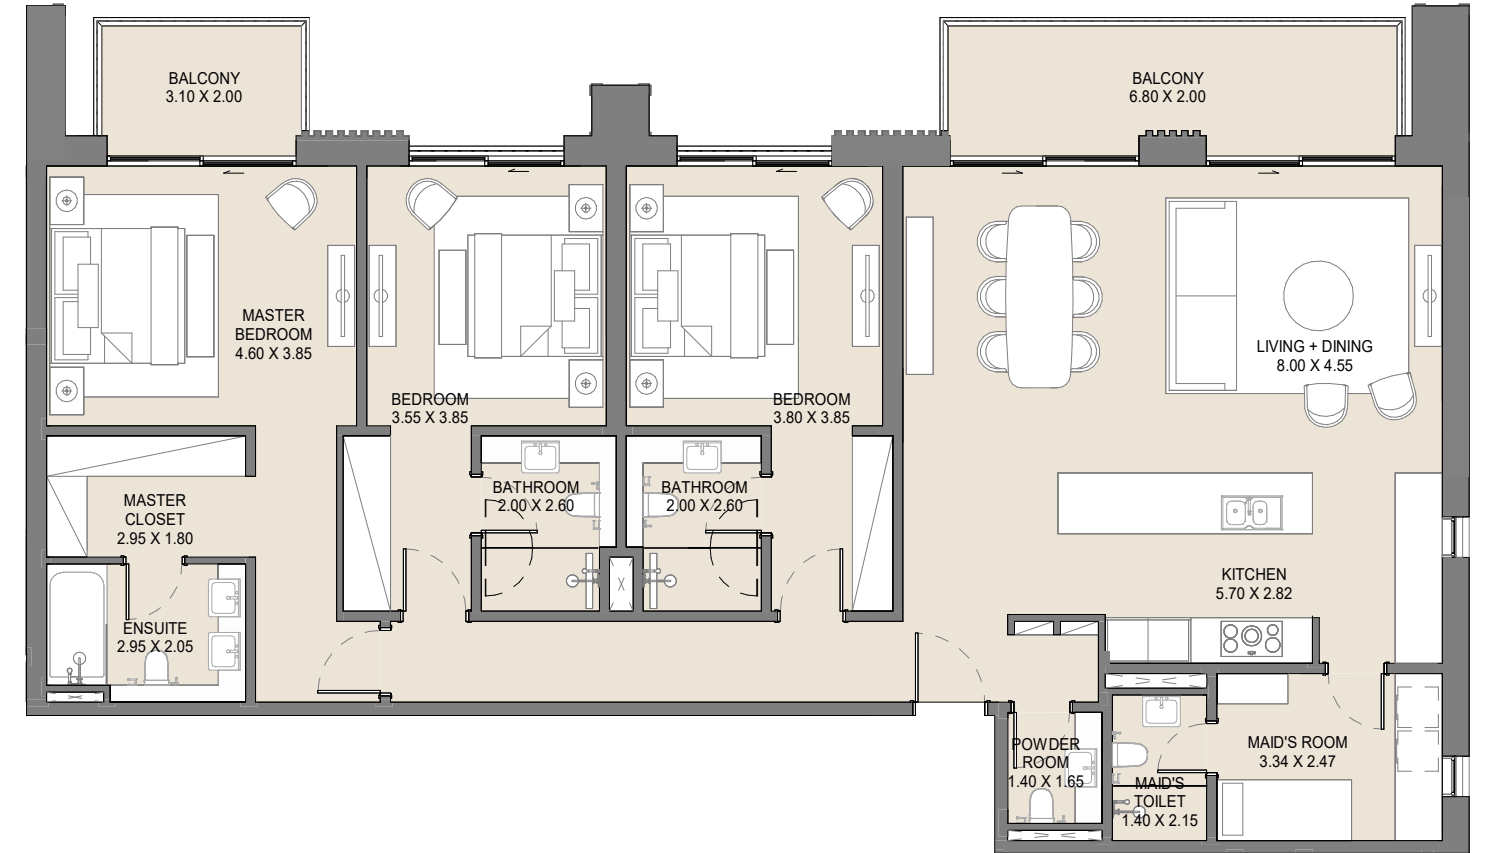 BALCONY
3.10 X 2.00
BALCONY
6.80 X 2.00
MASTER
BEDROOM
4.60 X 3.85
LIVING + DINING
8.00 X 4.55
BEDROOM
3.55 X 3.85
BEDROOM
3.80 X 3.85
MASTER
CLOSET
2.95 X 1.80
BATHROOM
2.00 X 2.60
BATHROOM
2.00 X 2.60
KITCHEN
5.70 X 2.82
ENSUITE
2.95 X 2.05
POWDER
ROOM
1.40 X 1.65
MAID'S
TOILET
1.40 X 2.15
MAID'S ROOM
3.34 X 2.47